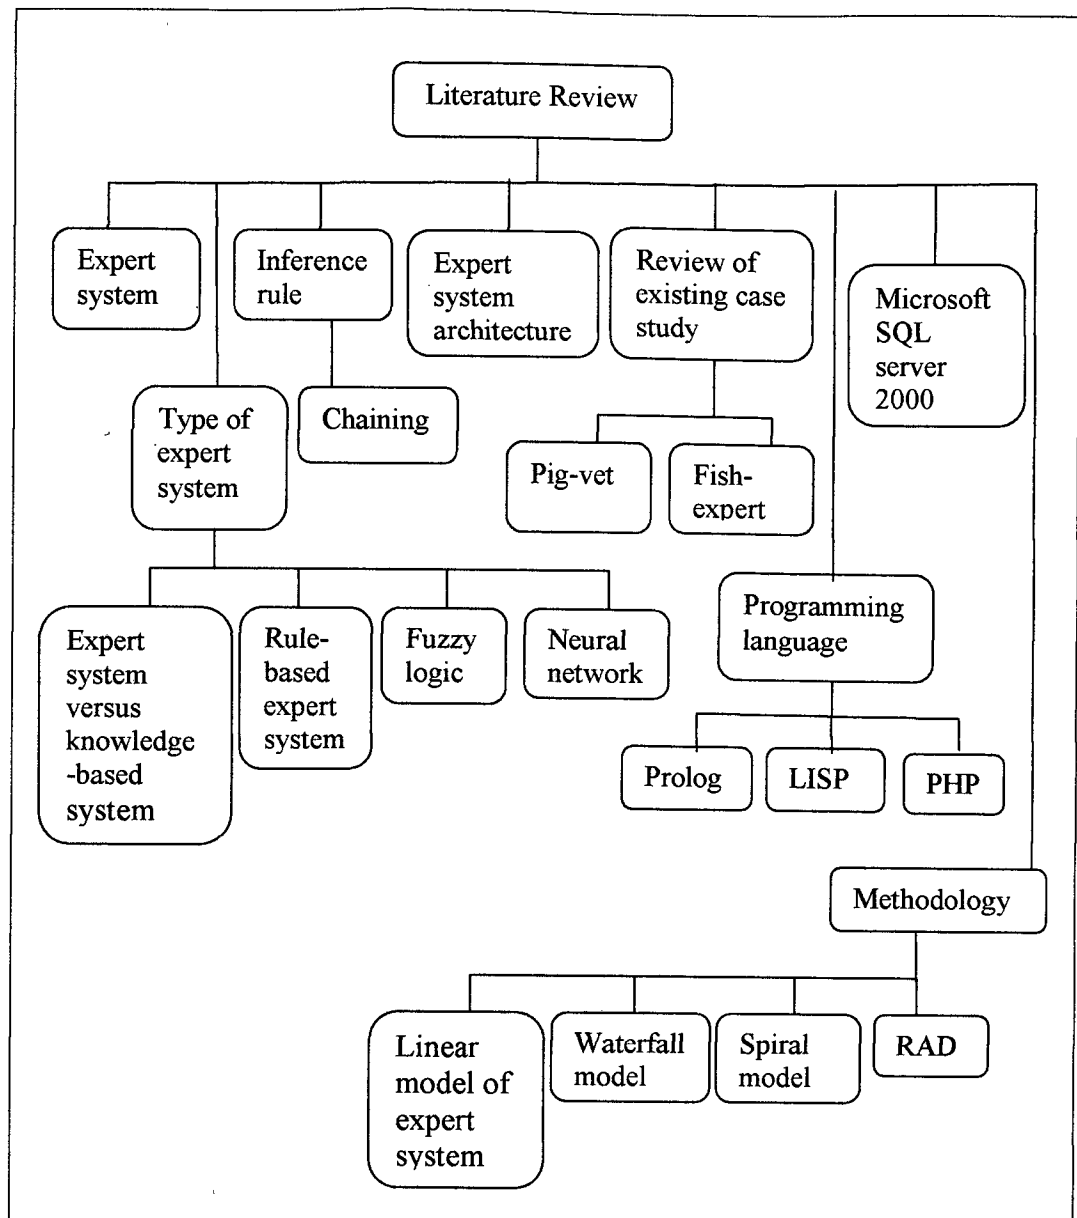 Literature Review
Expert
system
Inference
rule
Expert
system
architecture
Review of
existing case
study
Microsoft
SQL
server
2000
Type of
expert
system
Chaining
Pig-vet
Fish-
expert
Programming
language
Expert
system
versus
knowledge
-based
system
Rule-
based
expert
system
Fuzzy
logic
Neural
network
Prolog
LISP
PHP
Methodology
Linear
model of
expert
system
Waterfall
model
Spiral
model
RAD